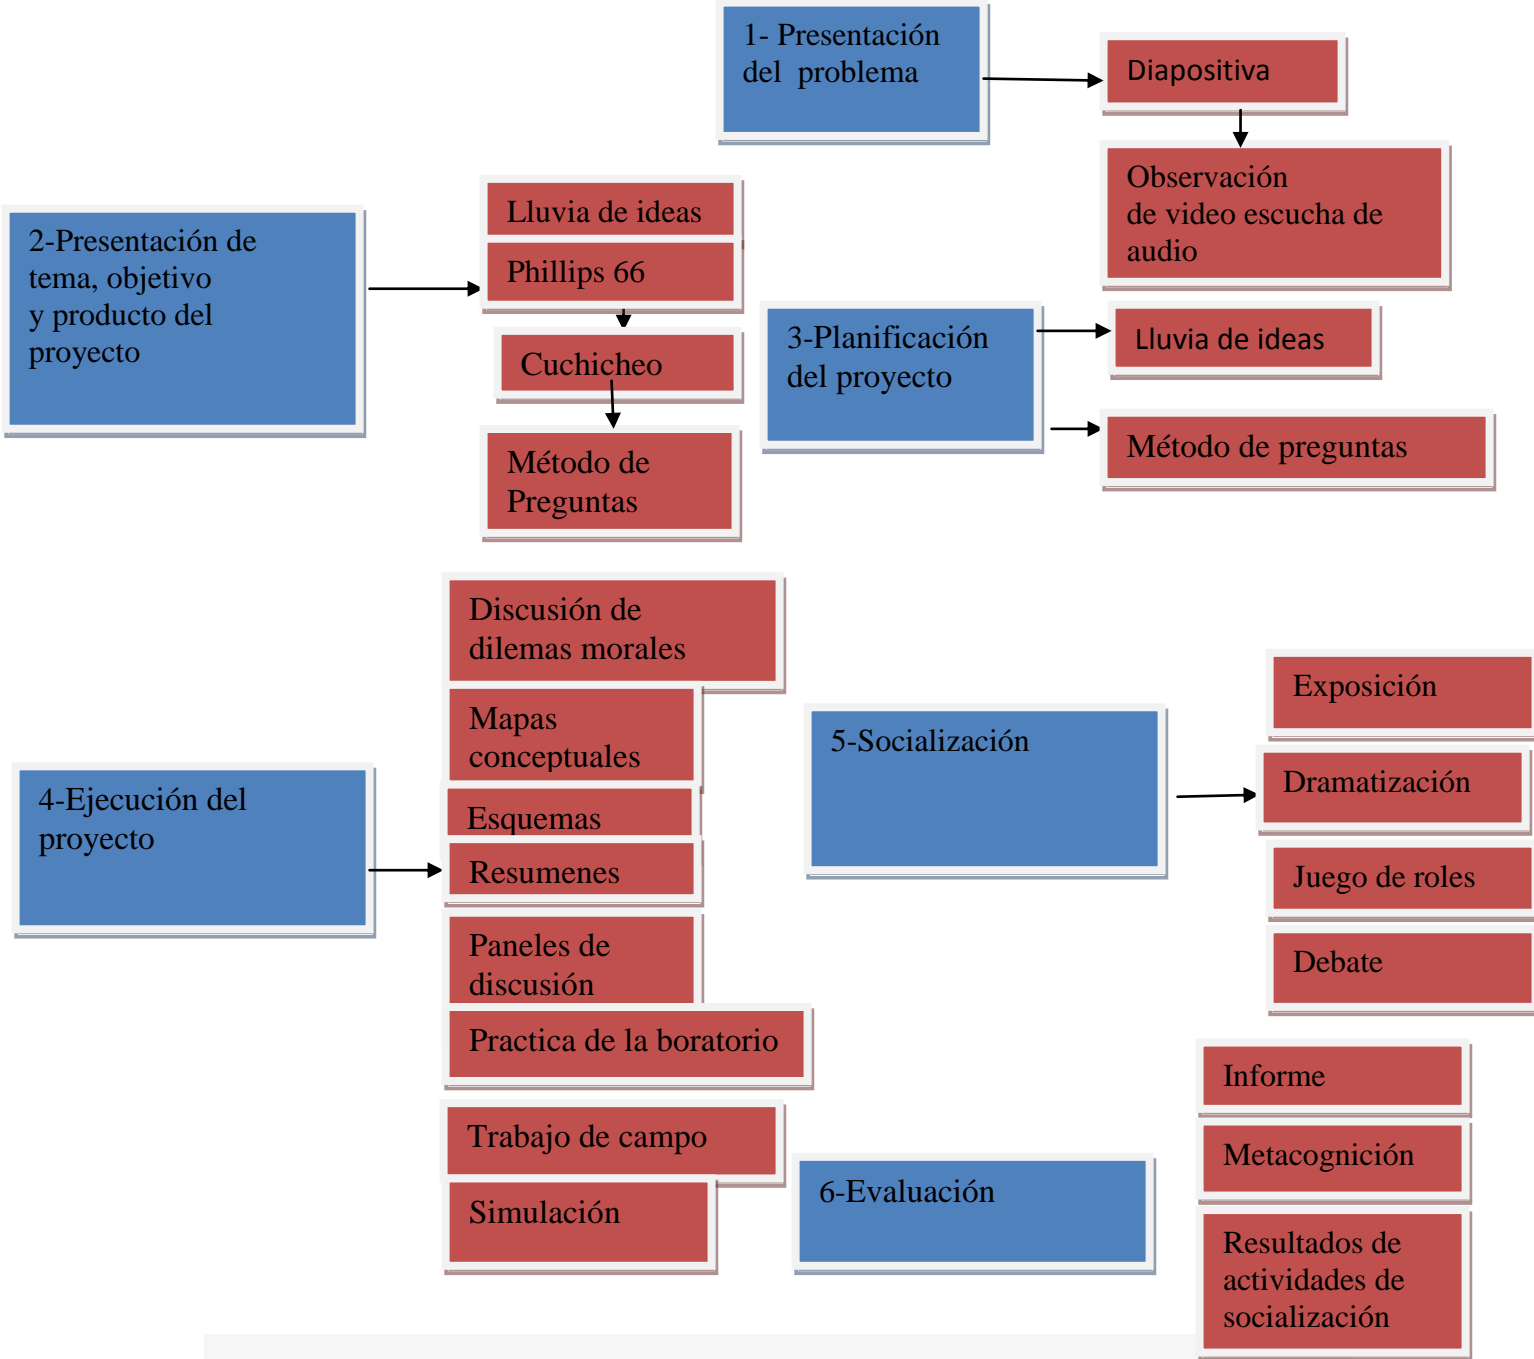 1- Presentación
del  problema
Diapositiva
Observación
de video escucha de
audio
2-Presentación de
tema, objetivo
y producto del
proyecto
Lluvia de ideas
Phillips 66
Cuchicheo
Método de
Preguntas
3-Planificación
del proyecto
Lluvia de ideas
Método de preguntas
4-Ejecución del
proyecto
Discusión de
dilemas morales
Mapas
conceptuales
Esquemas
Resumenes
Paneles de
discusión
Practica de la boratorio
Trabajo de campo
Simulación
5-Socialización
Exposición
Dramatización
Juego de roles
Debate
6-Evaluación
Informe
Metacognición
Resultados de
actividades de
socialización